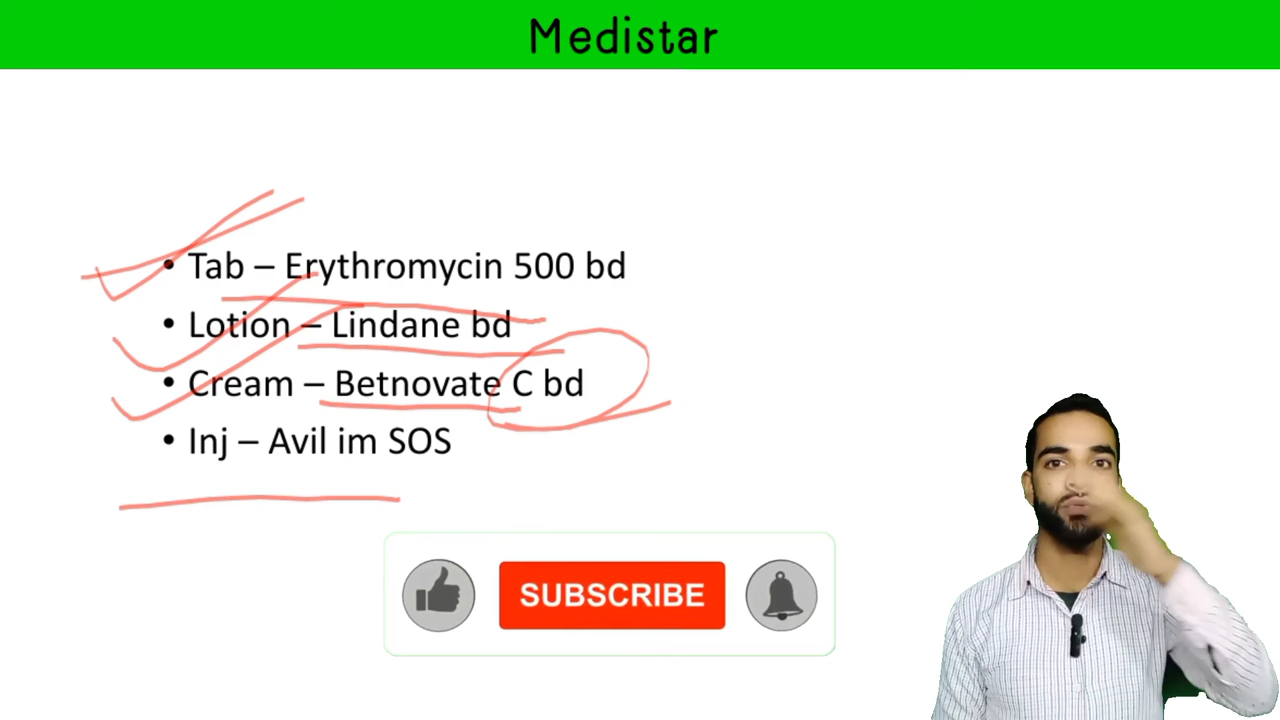 Medistar
• Tab – Erythromycin 500 bd
• Lotion – Lindane bd
• Cream – Betnovate C bd
• Inj – Avil im SOS
SUBSCRIBE